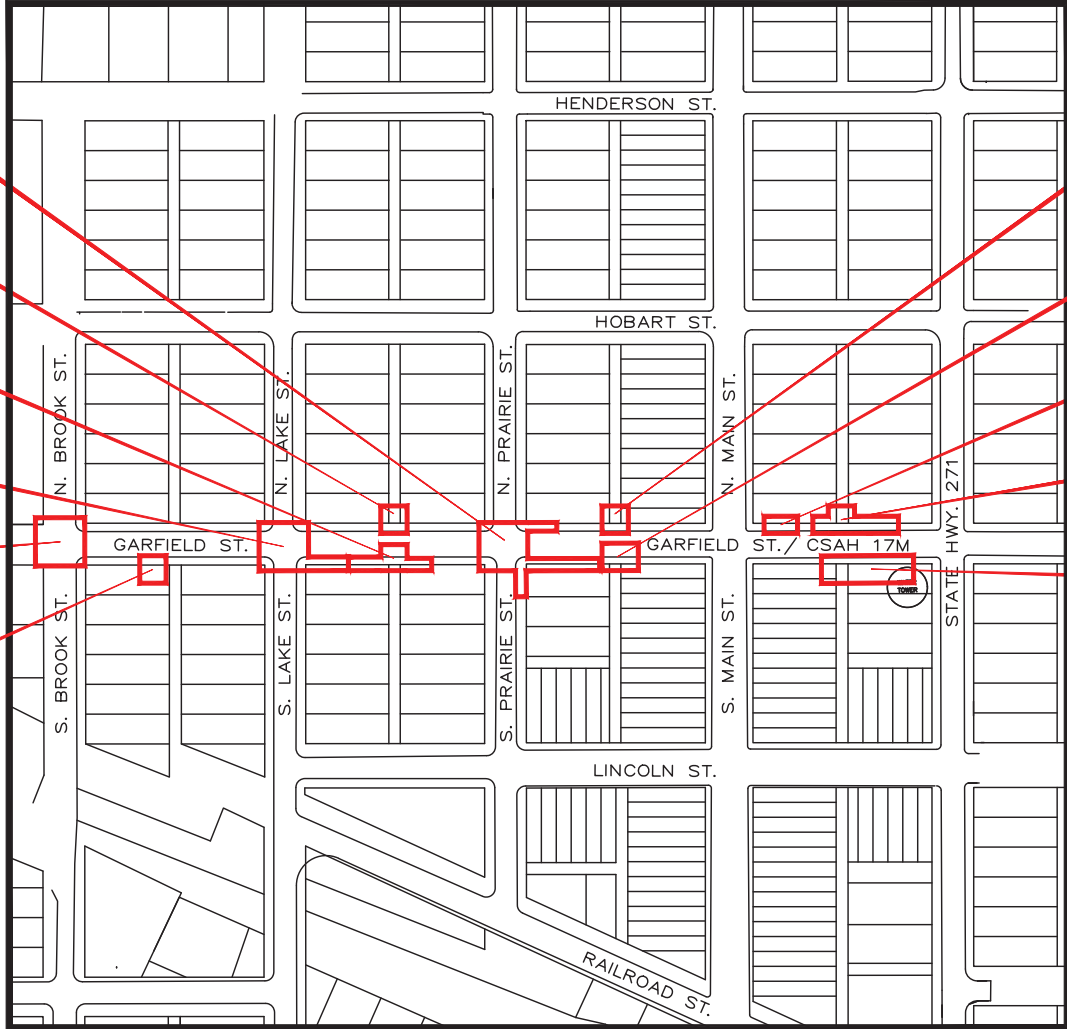 HENDERSON ST.
HOBART ST.
N. BROOK ST.
N. LAKE ST.
N. PRAIRIE ST.
N. MAIN ST.
STATE HWY. 271
GARFIELD ST.
GARFIELD ST./ CSAH 17M
TOWER
S. BROOK ST.
S. LAKE ST.
S. PRAIRIE ST.
S. MAIN ST.
LINCOLN ST.
RAILROAD ST.